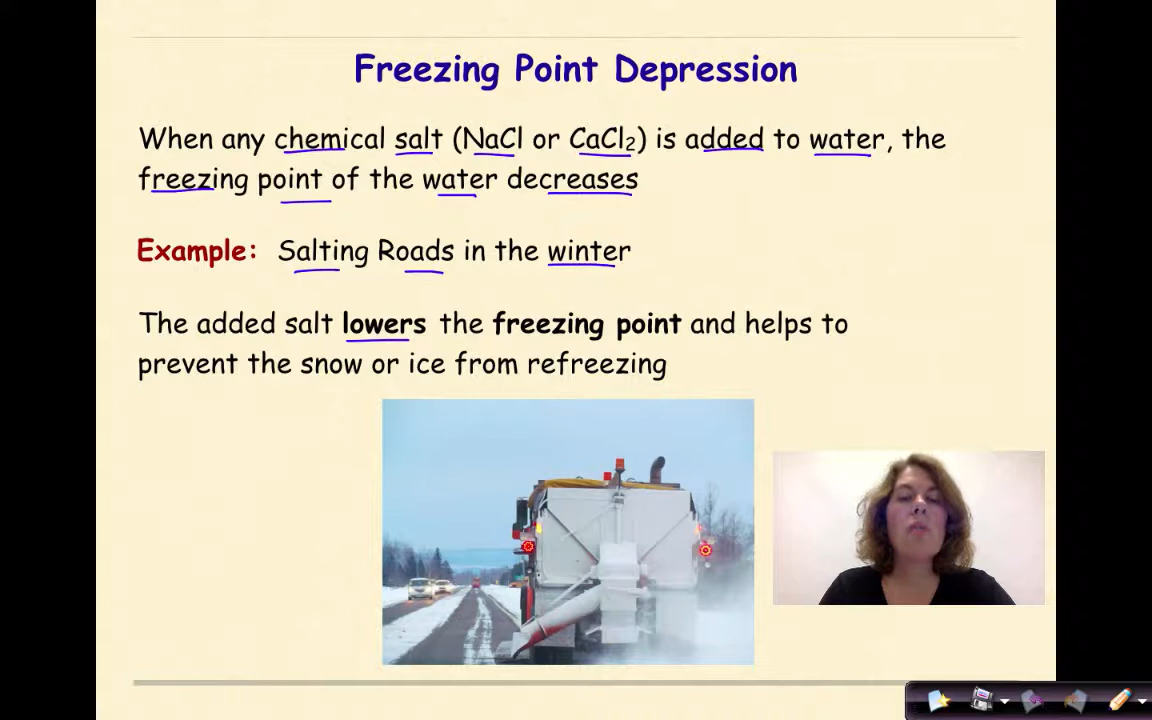 Freezing Point Depression
When any chemical salt (NaCl or CaCl₂) is added to water, the
freezing point of the water decreases
Example: Salting Roads in the winter
The added salt lowers the freezing point and helps to
prevent the snow or ice from refreezing